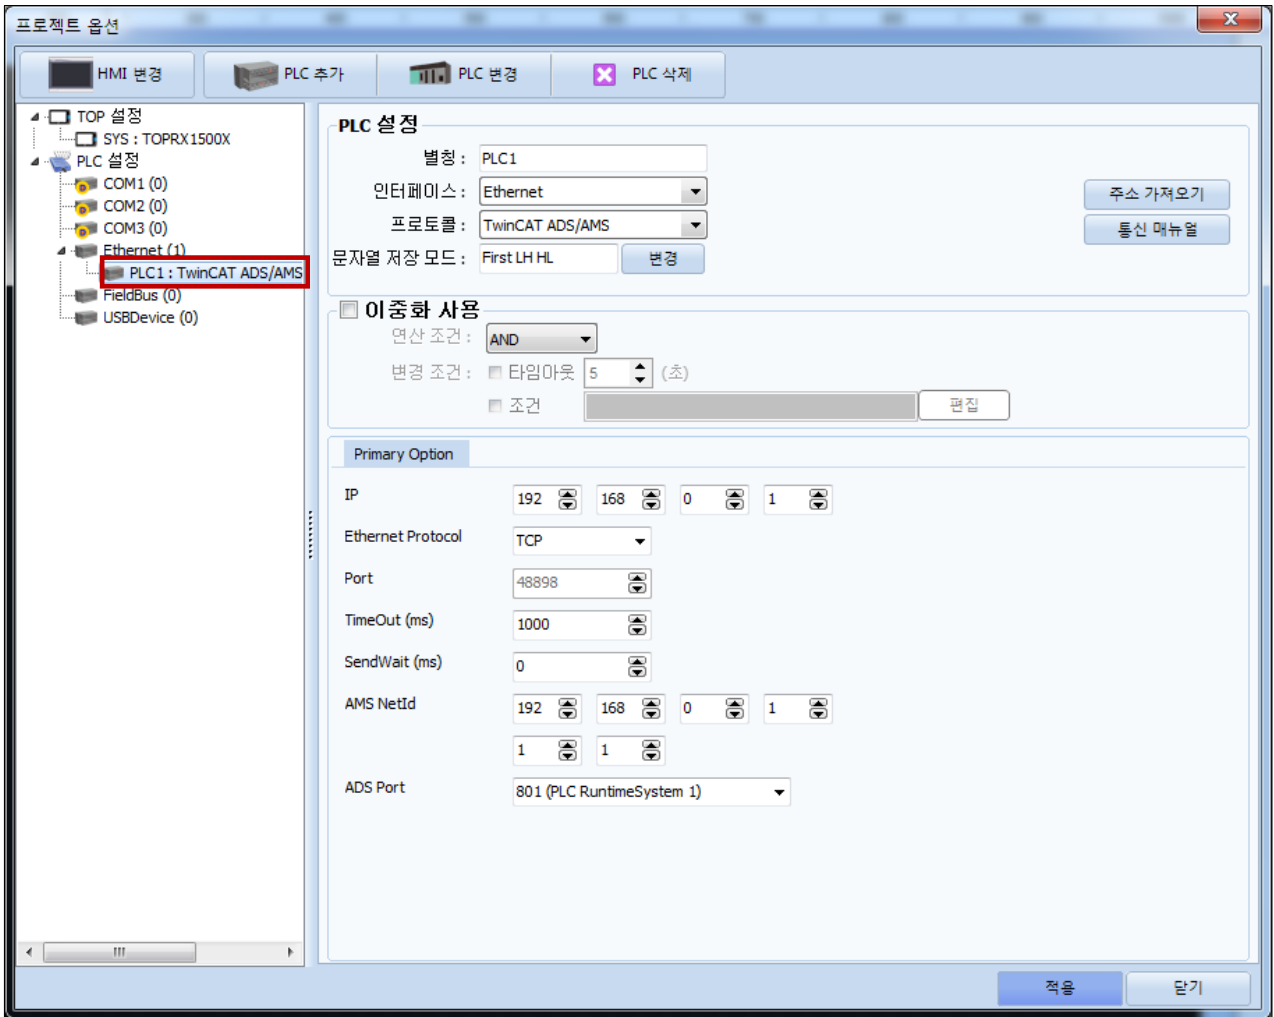 프로젝트 옵션
X
HMI 변경
PLC 추가
PLC 변경
PLC 삭제
TOP 설정
SYS : TOPRX1500X
PLC 설정
COM1 (0)
COM2 (0)
COM3 (0)
Ethernet (1)
PLC1 : TwinCAT ADS/AMS
FieldBus (0)
USBDevice (0)
PLC 설정
별칭 : PLC1
인터페이스 : Ethernet
주소 가져오기
프로토콜 : TwinCAT ADS/AMS
통신 매뉴얼
문자열 저장 모드 : First LH HL 변경
이중화 사용
연산 조건 : AND
변경 조건 : 타임아웃 5 (초)
조건 편집
Primary Option
IP 192 168 0 1
Ethernet Protocol TCP
Port 48898
TimeOut (ms) 1000
SendWait (ms) 0
AMS NetId 192 168 0 1
1 1
ADS Port 801 (PLC RuntimeSystem 1)
적용
닫기